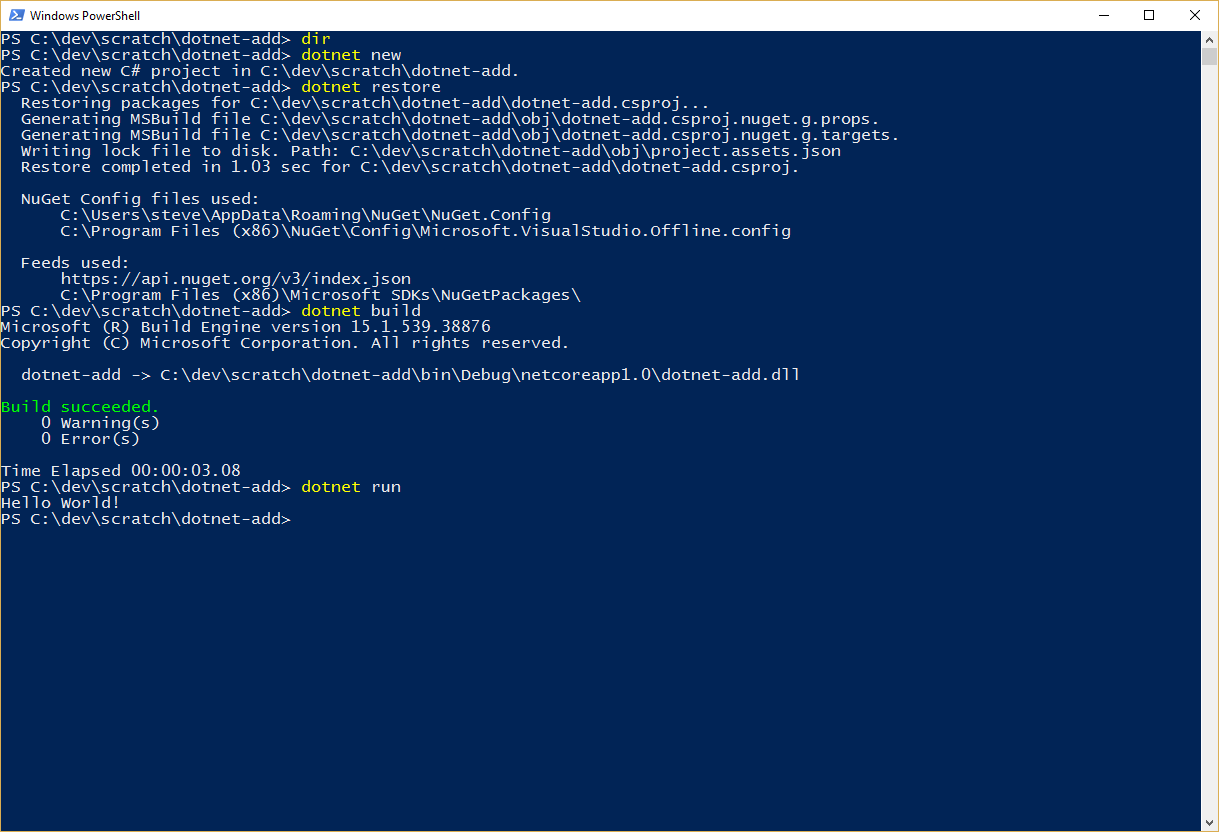 Windows PowerShell
PS C:\dev\scratch\dotnet-add> dir
PS C:\dev\scratch\dotnet-add> dotnet new
Created new C# project in C:\dev\scratch\dotnet-add.
PS C:\dev\scratch\dotnet-add> dotnet restore
  Restoring packages for C:\dev\scratch\dotnet-add\dotnet-add.csproj...
  Generating MSBuild file C:\dev\scratch\dotnet-add\obj\dotnet-add.csproj.nuget.g.props.
  Generating MSBuild file C:\dev\scratch\dotnet-add\obj\dotnet-add.csproj.nuget.g.targets.
  Writing lock file to disk. Path: C:\dev\scratch\dotnet-add\obj\project.assets.json
  Restore completed in 1.03 sec for C:\dev\scratch\dotnet-add\dotnet-add.csproj.
  NuGet Config files used:
      C:\Users\steve\AppData\Roaming\NuGet\NuGet.Config
      C:\Program Files (x86)\NuGet\Config\Microsoft.VisualStudio.Offline.config
  Feeds used:
      https://api.nuget.org/v3/index.json
      C:\Program Files (x86)\Microsoft SDKs\NuGetPackages\
PS C:\dev\scratch\dotnet-add> dotnet build
Microsoft (R) Build Engine version 15.1.539.38876
Copyright (C) Microsoft Corporation. All rights reserved.
  dotnet-add -> C:\dev\scratch\dotnet-add\bin\Debug\netcoreapp1.0\dotnet-add.dll
Build succeeded.
    0 Warning(s)
    0 Error(s)
Time Elapsed 00:00:03.08
PS C:\dev\scratch\dotnet-add> dotnet run
Hello World!
PS C:\dev\scratch\dotnet-add>